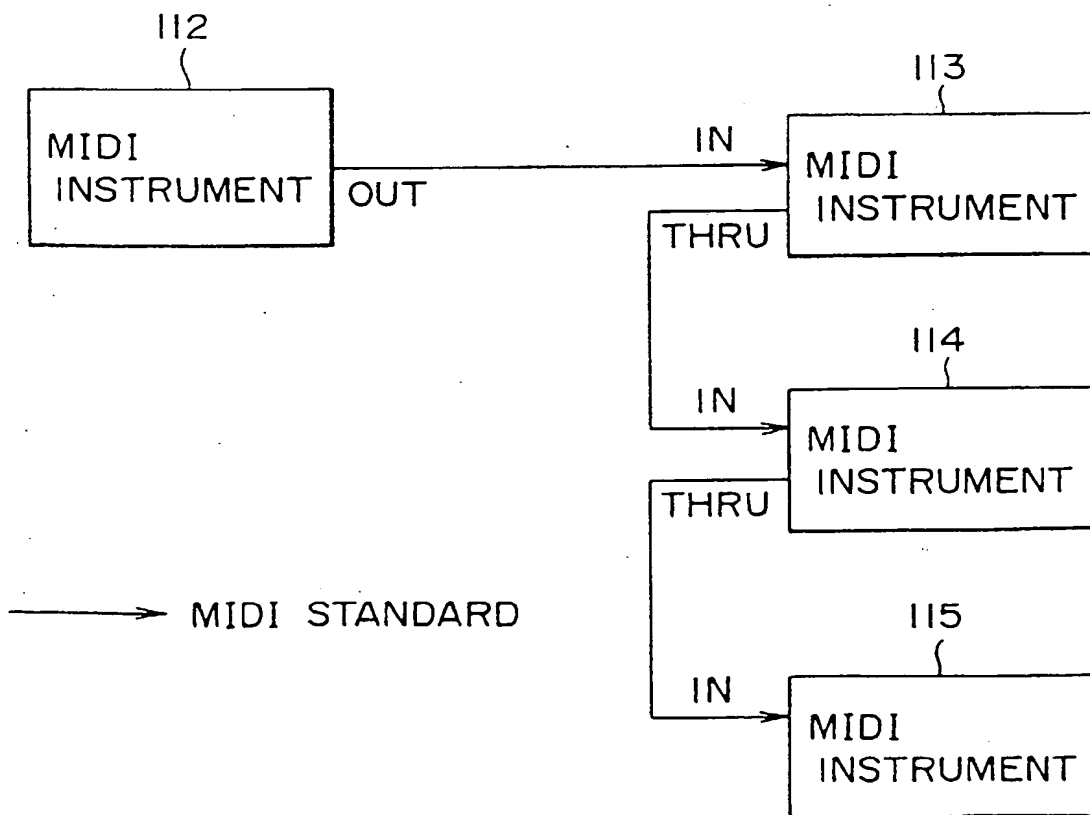 112
MIDI
INSTRUMENT
OUT
113
IN
MIDI
INSTRUMENT
THRU
114
IN
MIDI
INSTRUMENT
THRU
MIDI STANDARD
115
IN
MIDI
INSTRUMENT